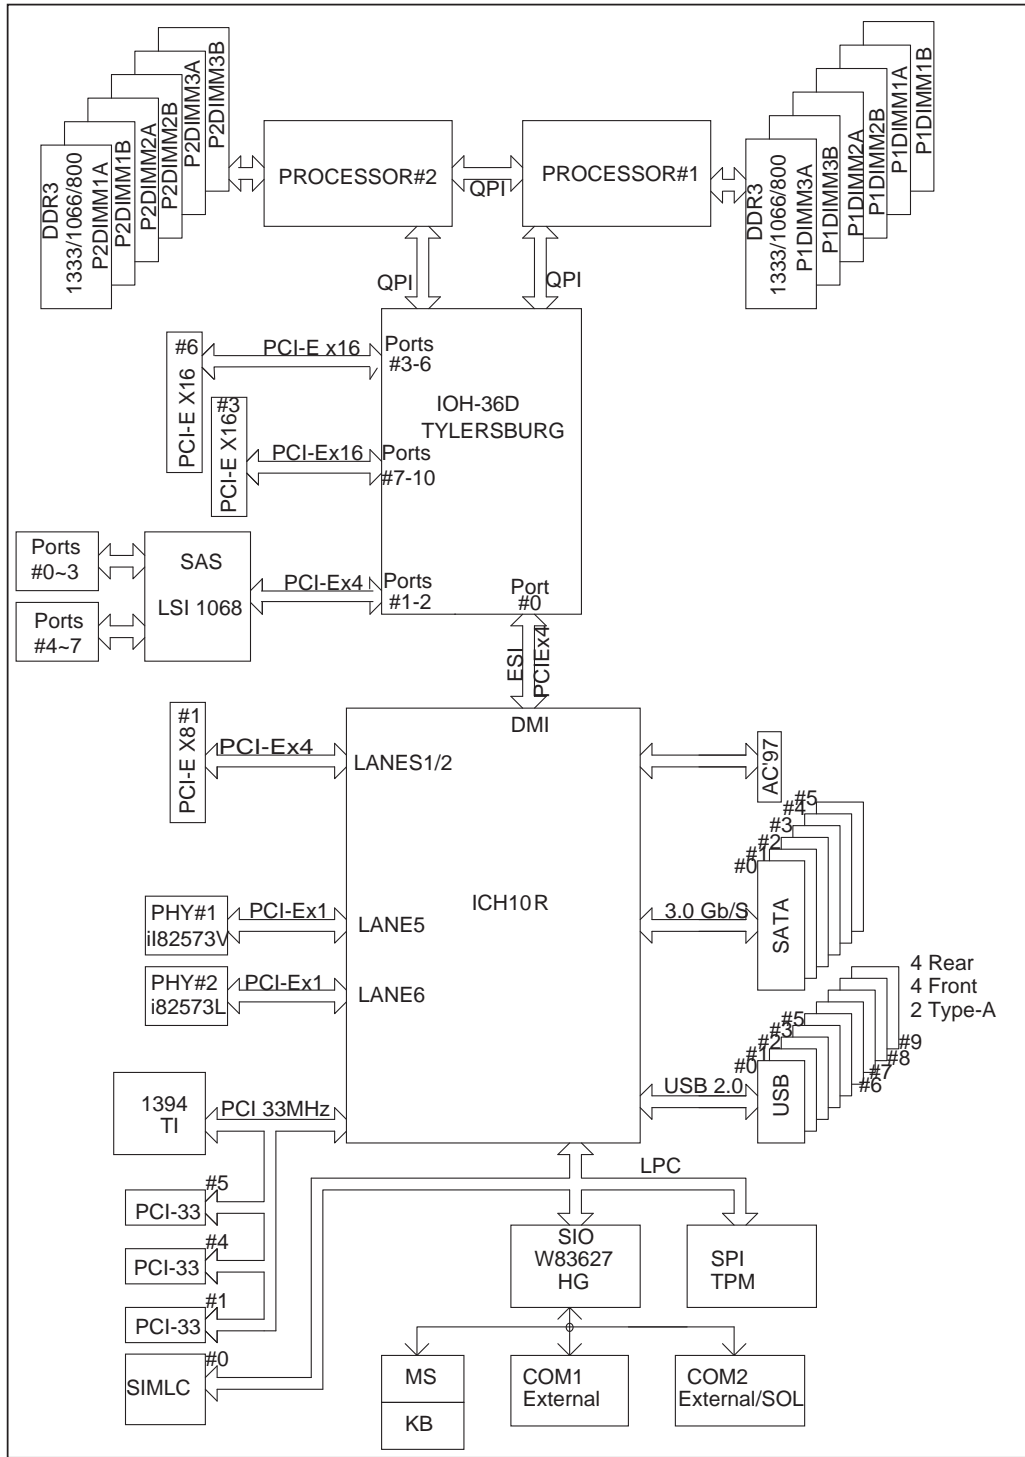 DDR3
1333/1066/800
P2DIMM1A
P2DIMM1B
P2DIMM2A
P2DIMM2B
P2DIMM3A
P2DIMM3B
PROCESSOR#2
QPI
PROCESSOR#1
DDR3
1333/1066/800
P1DIMM3A
P1DIMM3B
P1DIMM2A
P1DIMM2B
P1DIMM1A
P1DIMM1B
QPI
QPI
#6
PCI-E X16
PCI-E x16
Ports
#3-6
IOH-36D
TYLERSBURG
#3
PCI-E X16
PCI-Ex16
Ports
#7-10
Ports
#0~3
Ports
#4~7
SAS
LSI 1068
PCI-Ex4
Ports
#1-2
Port
#0
ESI
PCIEx4
DMI
#1
PCI-E X8
PCI-Ex4
LANES1/2
AC'97
ICH10R
#5
#4
#3
#2
#1
#0
3.0 Gb/S
SATA
PHY#1
iI82573V
PCI-Ex1
LANE5
PHY#2
i82573L
PCI-Ex1
LANE6
4 Rear
4 Front
2 Type-A
#5
#3
#2
#1
#0
#9
#8
#7
#6
USB 2.0
USB
1394
TI
PCI 33MHz
LPC
#5
PCI-33
#4
PCI-33
#1
PCI-33
#0
SIMLC
SIO
W83627
HG
SPI
TPM
MS
KB
COM1
External
COM2
External/SOL